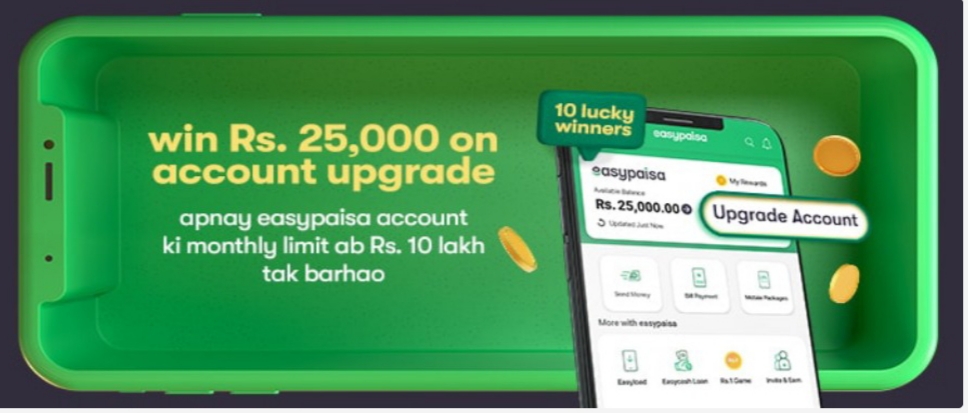 win Rs. 25,000 on
account upgrade
apnay easypaisa account
ki monthly limit ab Rs. 10 lakh
tak barhao
10 lucky
winners
easypaisa
easypaisa
My Rewards
Available Balance
Rs. 25,000.00
Upgrade Account
Updated Just Now
Send Money
Bill Payment
Mobile Packages
More with easypaisa
Easyload
Easycash Loan
Rs.1 Game
Invite & Earn